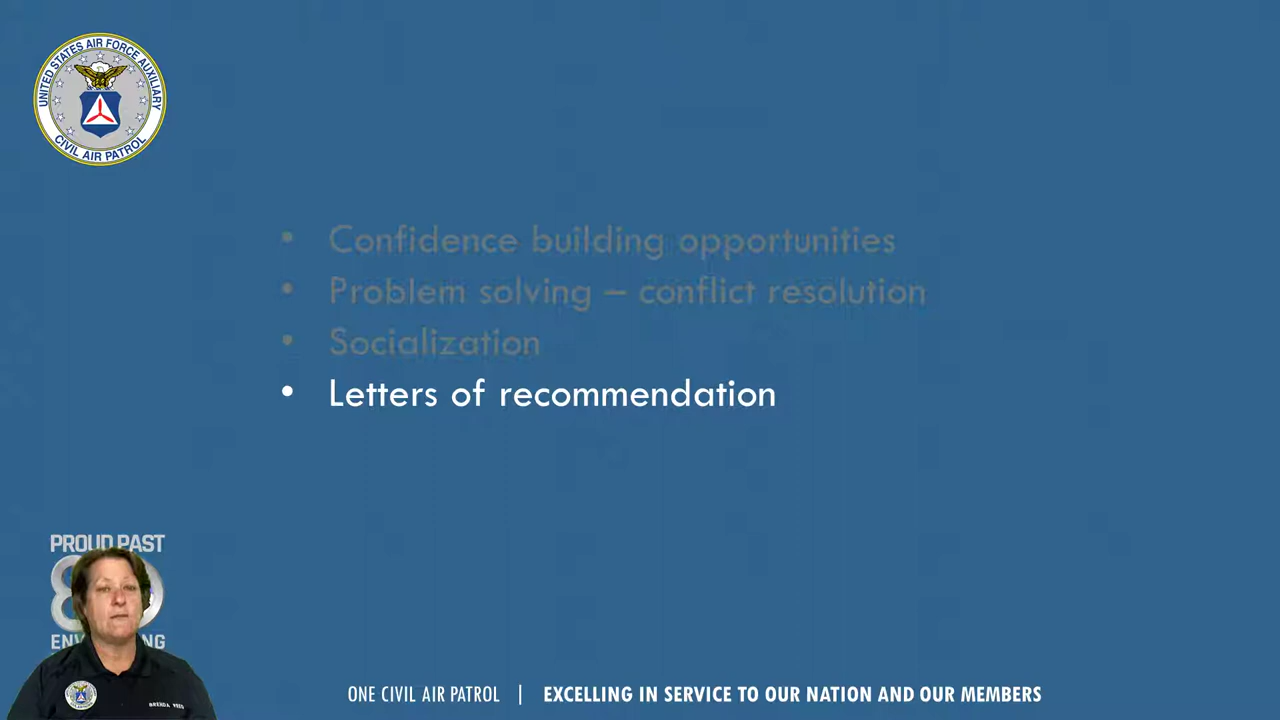 UNITED STATES AIR FORCE AUXILIARY
CIVIL AIR PATROL
• Confidence building opportunities
• Problem solving – conflict resolution
• Socialization
• Letters of recommendation
PROUD PAST
ONE CIVIL AIR PATROL | EXCELLING IN SERVICE TO OUR NATION AND OUR MEMBERS
BRENDA